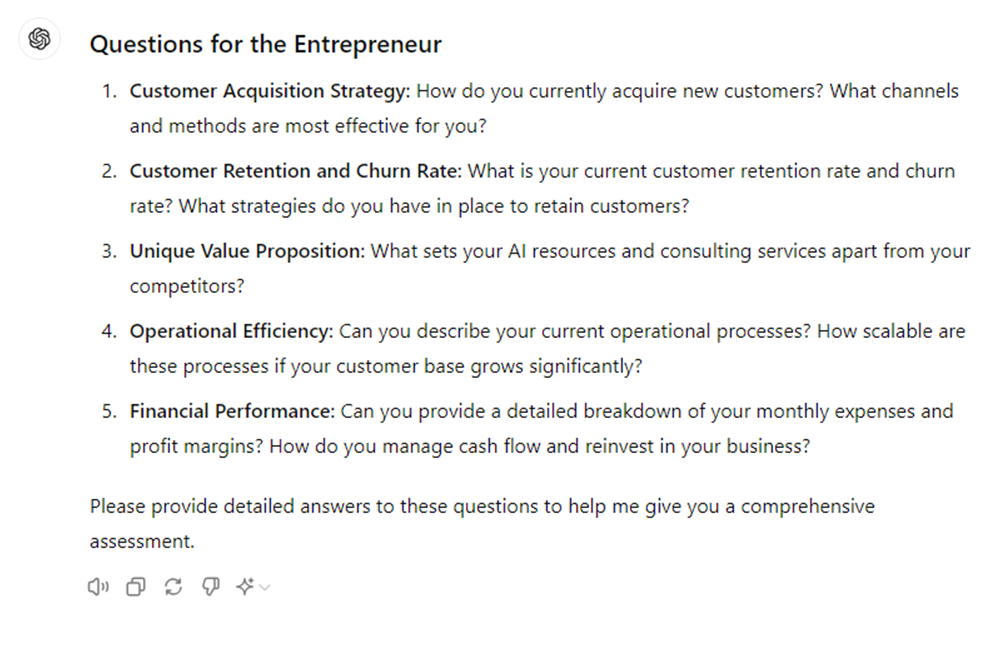 Questions for the Entrepreneur
1. Customer Acquisition Strategy: How do you currently acquire new customers? What channels
and methods are most effective for you?
2. Customer Retention and Churn Rate: What is your current customer retention rate and churn
rate? What strategies do you have in place to retain customers?
3. Unique Value Proposition: What sets your AI resources and consulting services apart from your
competitors?
4. Operational Efficiency: Can you describe your current operational processes? How scalable are
these processes if your customer base grows significantly?
5. Financial Performance: Can you provide a detailed breakdown of your monthly expenses and
profit margins? How do you manage cash flow and reinvest in your business?
Please provide detailed answers to these questions to help me give you a comprehensive
assessment.